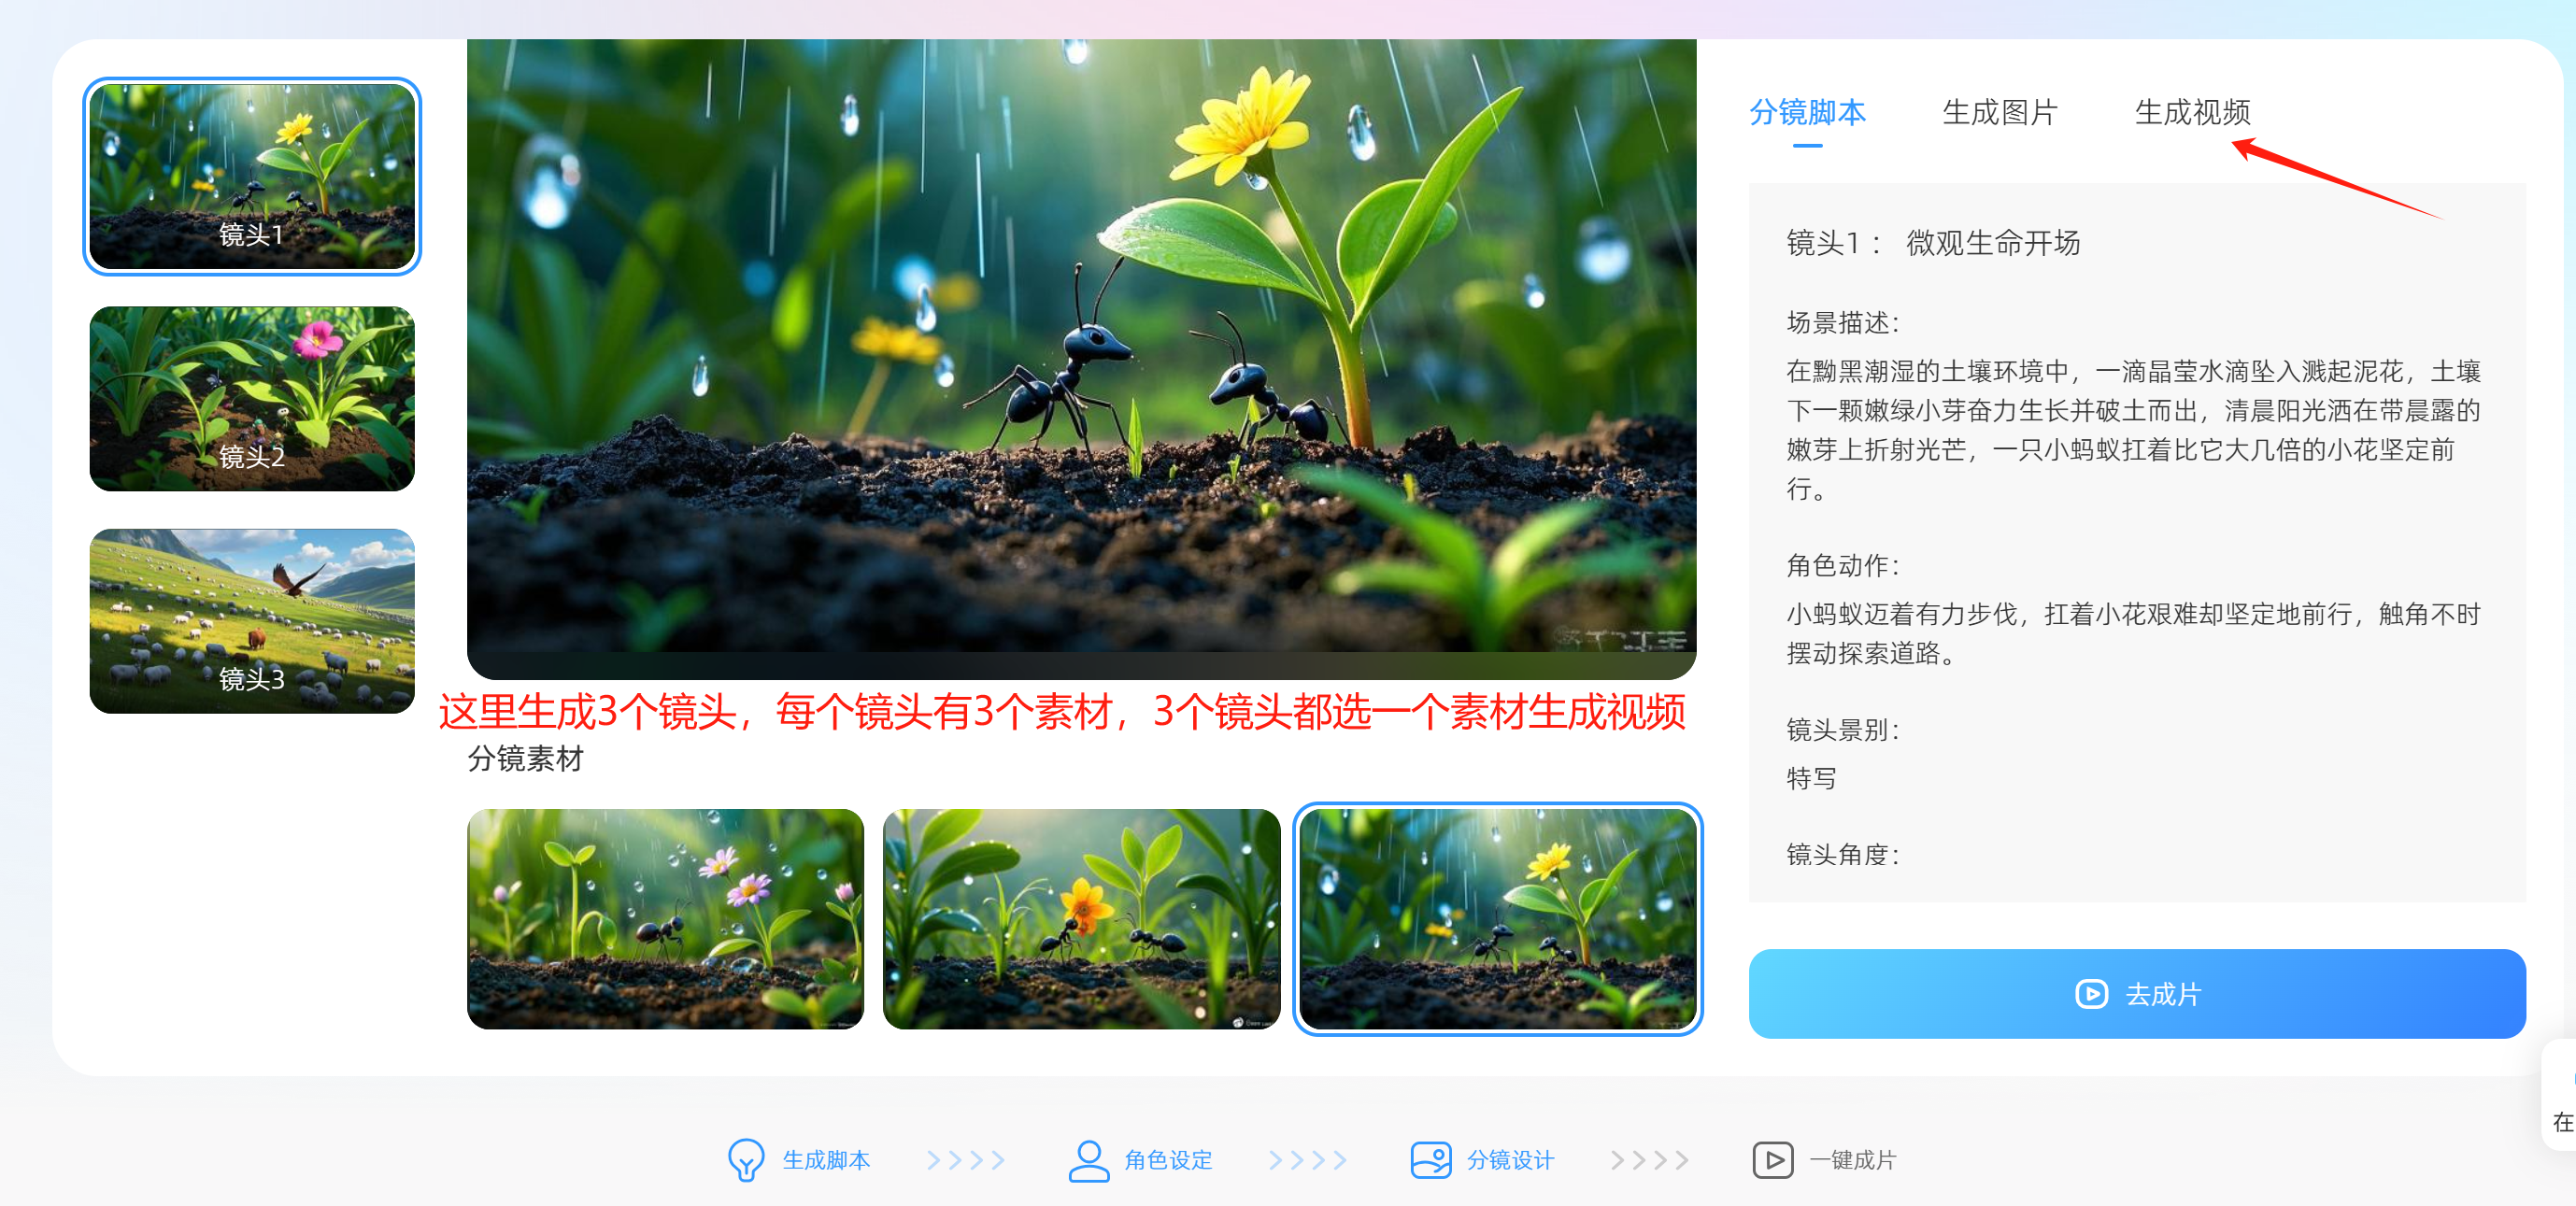 镜头1
镜头2
镜头3
这里生成3个镜头，每个镜头有3个素材，3个镜头都选一个素材生成视频
分镜素材
分镜脚本 生成图片 生成视频
镜头1： 微观生命开场
场景描述：
在黝黑潮湿的土壤环境中，一滴晶莹水滴坠入溅起泥花，土壤
下一颗嫩绿小芽奋力生长并破土而出，清晨阳光洒在带晨露的
嫩芽上折射光芒，一只小蚂蚁扛着比它大几倍的小花坚定前
行。
角色动作：
小蚂蚁迈着有力步伐，扛着小花艰难却坚定地前行，触角不时
摆动探索道路。
镜头景别：
特写
镜头角度：
去成片
在
生成脚本 角色设定 分镜设计 一键成片